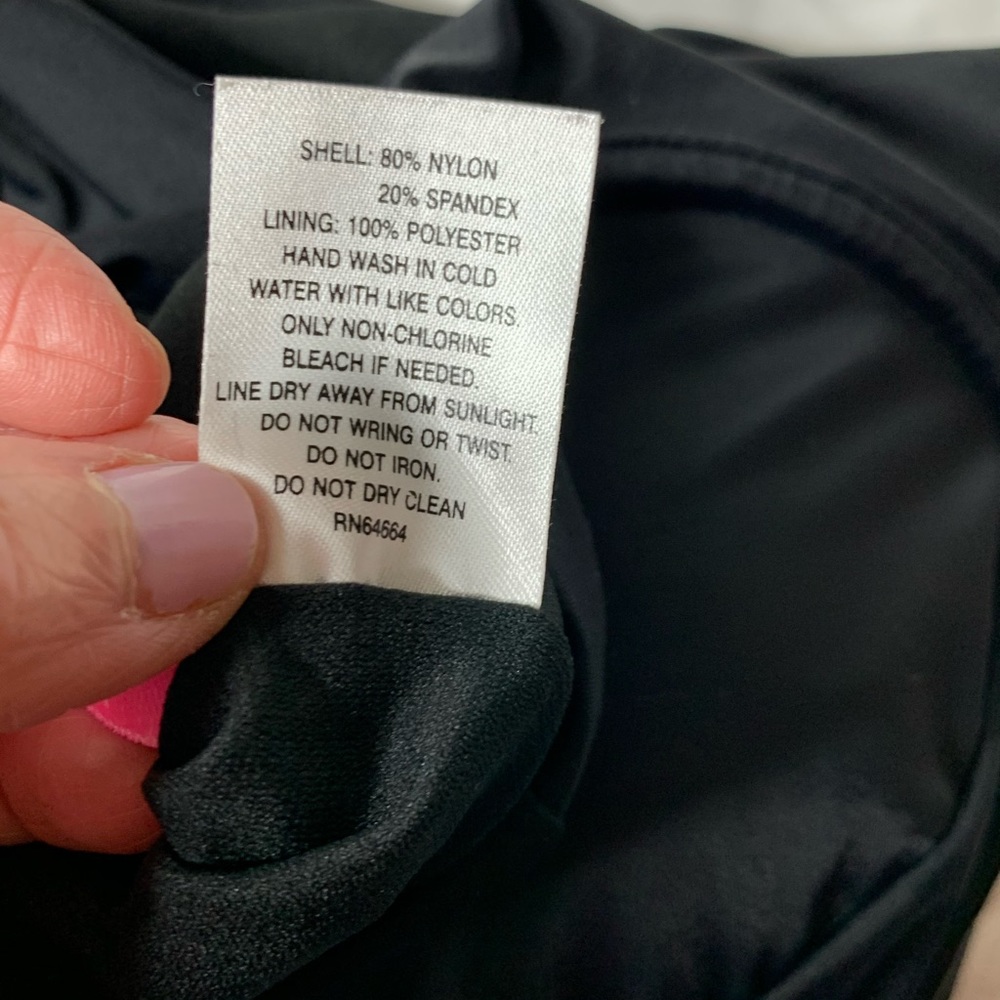 SHELL: 80% NYLON
20% SPANDEX
LINING: 100% POLYESTER
HAND WASH IN COLD
WATER WITH LIKE COLORS.
ONLY NON-CHLORINE
BLEACH IF NEEDED.
LINE DRY AWAY FROM SUNLIGHT.
DO NOT WRING OR TWIST.
DO NOT IRON.
DO NOT DRY CLEAN
RN64664